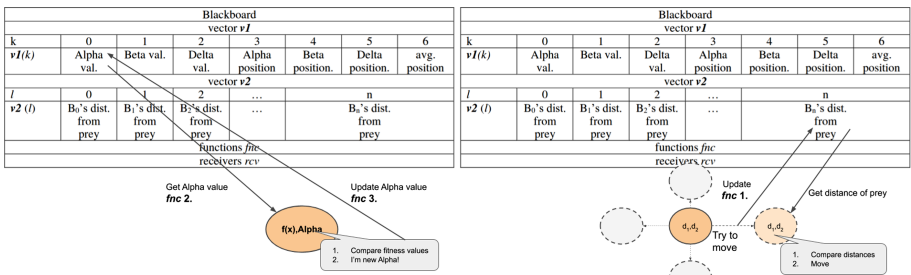 Blackboard
vector v1
k 0 1 2 3 4 5 6
v1(k) Alpha val. Beta val. Delta val. Alpha position Beta position. Delta position. avg. position
vector v2
l 0 1 2 … n
v2 (l) B0's dist. from prey B1's dist. from prey B2's dist. from prey … Bn's dist. from prey
functions fnc
receivers rcv
Get Alpha value
fnc 2.
Update Alpha value
fnc 3.
f(x),Alpha
1. Compare fitness values
2. I'm new Alpha!
Blackboard
vector v1
k 0 1 2 3 4 5 6
v1(k) Alpha val. Beta val. Delta val. Alpha position Beta position. Delta position. avg. position
vector v2
l 0 1 2 … n
v2 (l) B0's dist. from prey B1's dist. from prey B2's dist. from prey … Bn's dist. from prey
functions fnc
receivers rcv
Update
fnc 1.
Get distance of prey
d1,d2
Try to
move
d1,d2
1. Compare distances
2. Move